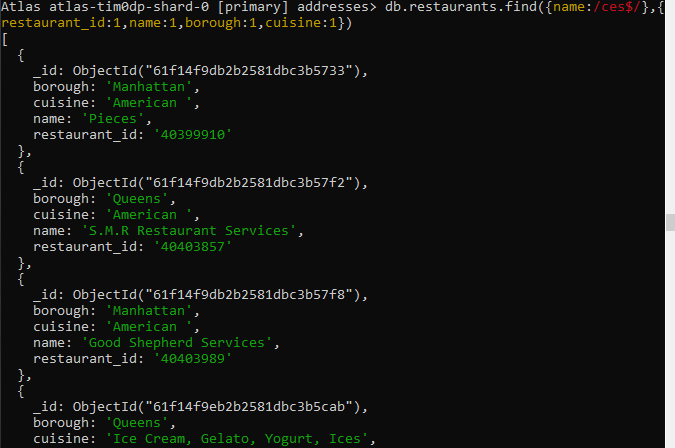 Atlas atlas-tim0dp-shard-0 [primary] addresses> db.restaurants.find({name:/ces$/},{
restaurant_id:1,name:1,borough:1,cuisine:1})
[
  {
    _id: ObjectId("61f14f9db2b2581dbc3b5733"),
    borough: 'Manhattan',
    cuisine: 'American ',
    name: 'Pieces',
    restaurant_id: '40399910'
  },
  {
    _id: ObjectId("61f14f9db2b2581dbc3b57f2"),
    borough: 'Queens',
    cuisine: 'American ',
    name: 'S.M.R Restaurant Services',
    restaurant_id: '40403857'
  },
  {
    _id: ObjectId("61f14f9db2b2581dbc3b57f8"),
    borough: 'Manhattan',
    cuisine: 'American ',
    name: 'Good Shepherd Services',
    restaurant_id: '40403989'
  },
  {
    _id: ObjectId("61f14f9eb2b2581dbc3b5cab"),
    borough: 'Queens',
    cuisine: 'Ice Cream, Gelato, Yogurt, Ices',